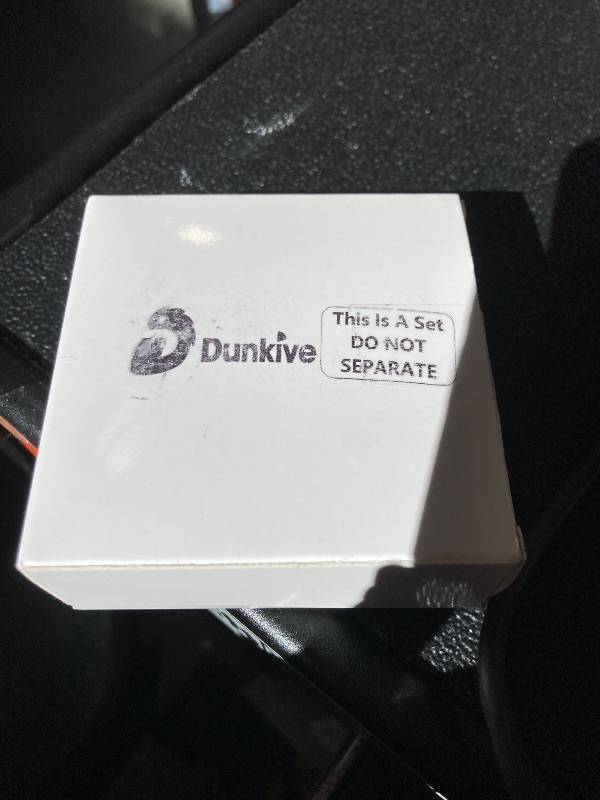 Dunkive
This Is A Set
DO NOT
SEPARATE